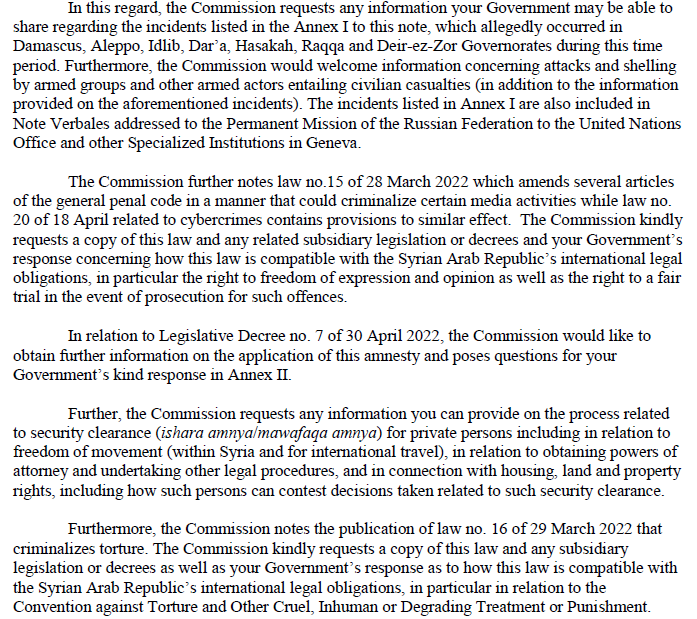 In this regard, the Commission requests any information your Government may be able to
share regarding the incidents listed in the Annex I to this note, which allegedly occurred in
Damascus, Aleppo, Idlib, Dar’a, Hasakah, Raqqa and Deir-ez-Zor Governorates during this time
period. Furthermore, the Commission would welcome information concerning attacks and shelling
by armed groups and other armed actors entailing civilian casualties (in addition to the information
provided on the aforementioned incidents). The incidents listed in Annex I are also included in
Note Verbales addressed to the Permanent Mission of the Russian Federation to the United Nations
Office and other Specialized Institutions in Geneva.
The Commission further notes law no.15 of 28 March 2022 which amends several articles
of the general penal code in a manner that could criminalize certain media activities while law no.
20 of 18 April related to cybercrimes contains provisions to similar effect. The Commission kindly
requests a copy of this law and any related subsidiary legislation or decrees and your Government’s
response concerning how this law is compatible with the Syrian Arab Republic’s international legal
obligations, in particular the right to freedom of expression and opinion as well as the right to a fair
trial in the event of prosecution for such offences.
In relation to Legislative Decree no. 7 of 30 April 2022, the Commission would like to
obtain further information on the application of this amnesty and poses questions for your
Government’s kind response in Annex II.
Further, the Commission requests any information you can provide on the process related
to security clearance (ishara amnya/mawafaqa amnya) for private persons including in relation to
freedom of movement (within Syria and for international travel), in relation to obtaining powers of
attorney and undertaking other legal procedures, and in connection with housing, land and property
rights, including how such persons can contest decisions taken related to such security clearance.
Furthermore, the Commission notes the publication of law no. 16 of 29 March 2022 that
criminalizes torture. The Commission kindly requests a copy of this law and any subsidiary
legislation or decrees as well as your Government’s response as to how this law is compatible with
the Syrian Arab Republic’s international legal obligations, in particular in relation to the
Convention against Torture and Other Cruel, Inhuman or Degrading Treatment or Punishment.